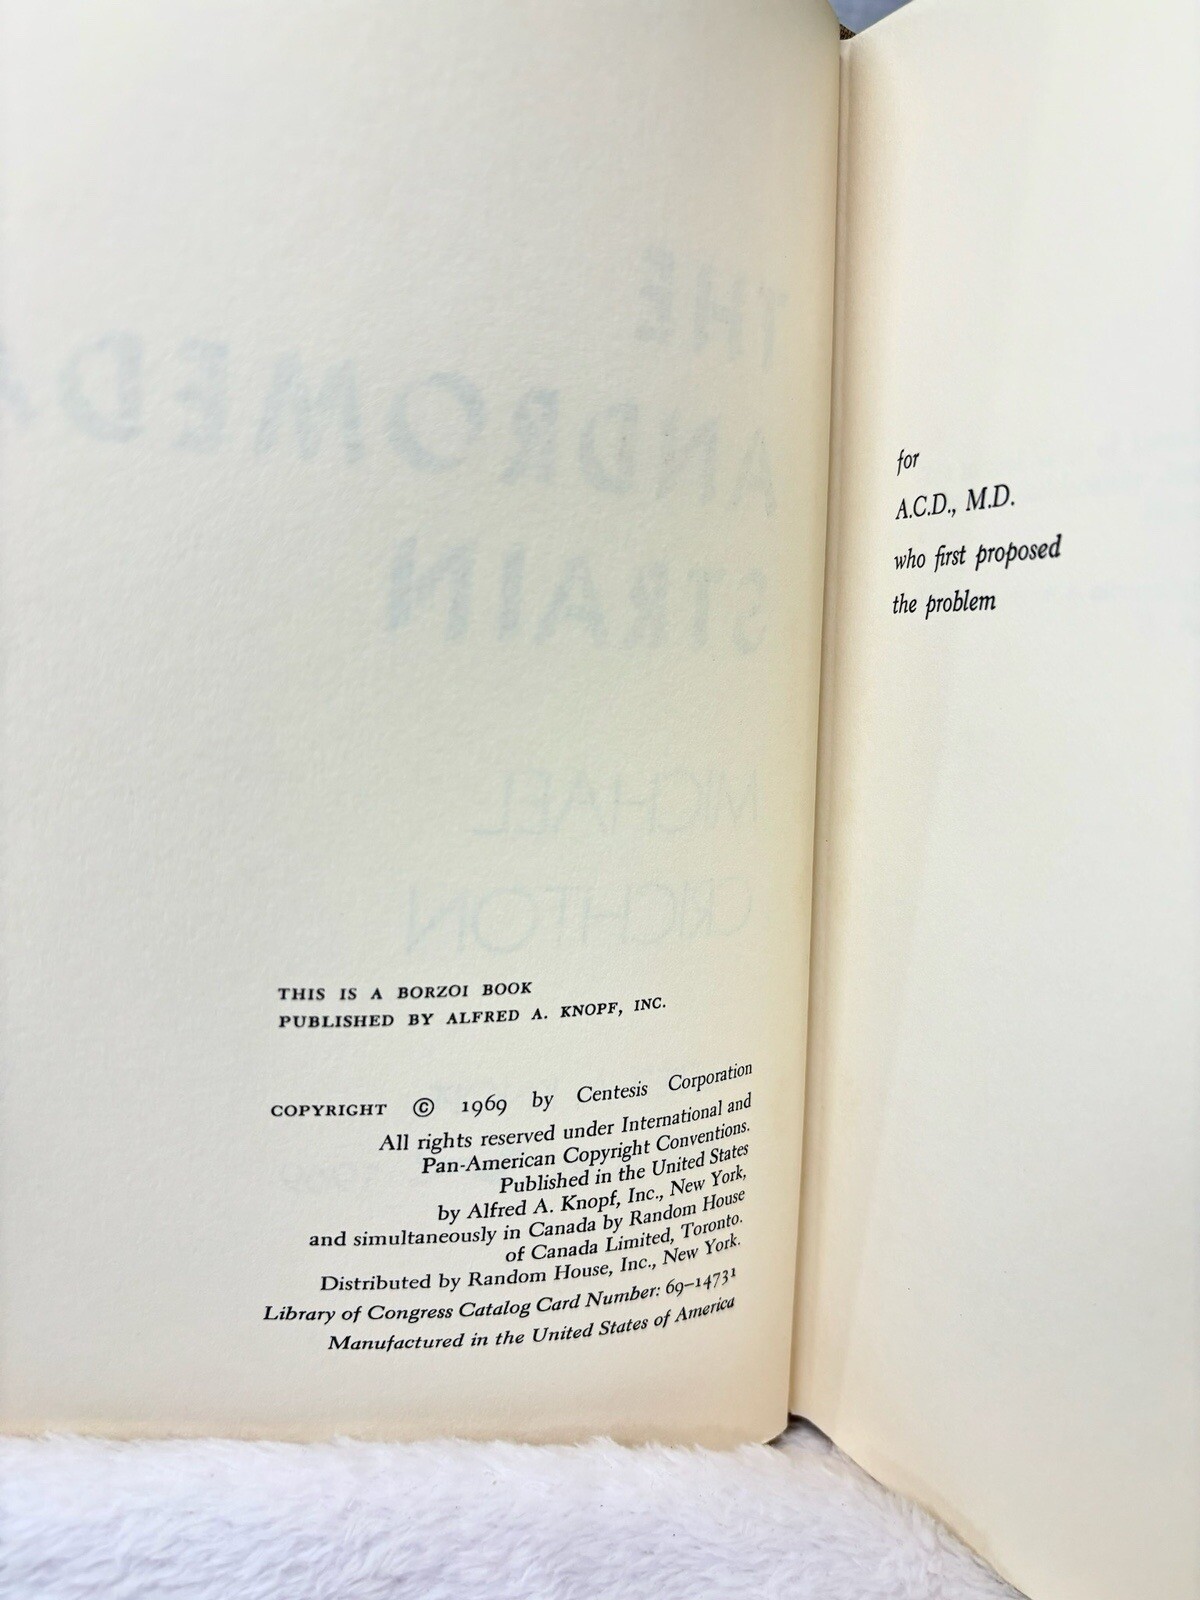 THE
ANDROMEDA
STRAIN
MICHAEL
CRICHTON
THIS IS A BORZOI BOOK
PUBLISHED BY ALFRED A. KNOPF, INC.
COPYRIGHT © 1969 by Centesis Corporation
All rights reserved under International and
Pan-American Copyright Conventions.
Published in the United States
by Alfred A. Knopf, Inc., New York,
and simultaneously in Canada by Random House
of Canada Limited, Toronto.
Distributed by Random House, Inc., New York.
Library of Congress Catalog Card Number: 69–14731
Manufactured in the United States of America
for
A.C.D., M.D.
who first proposed
the problem